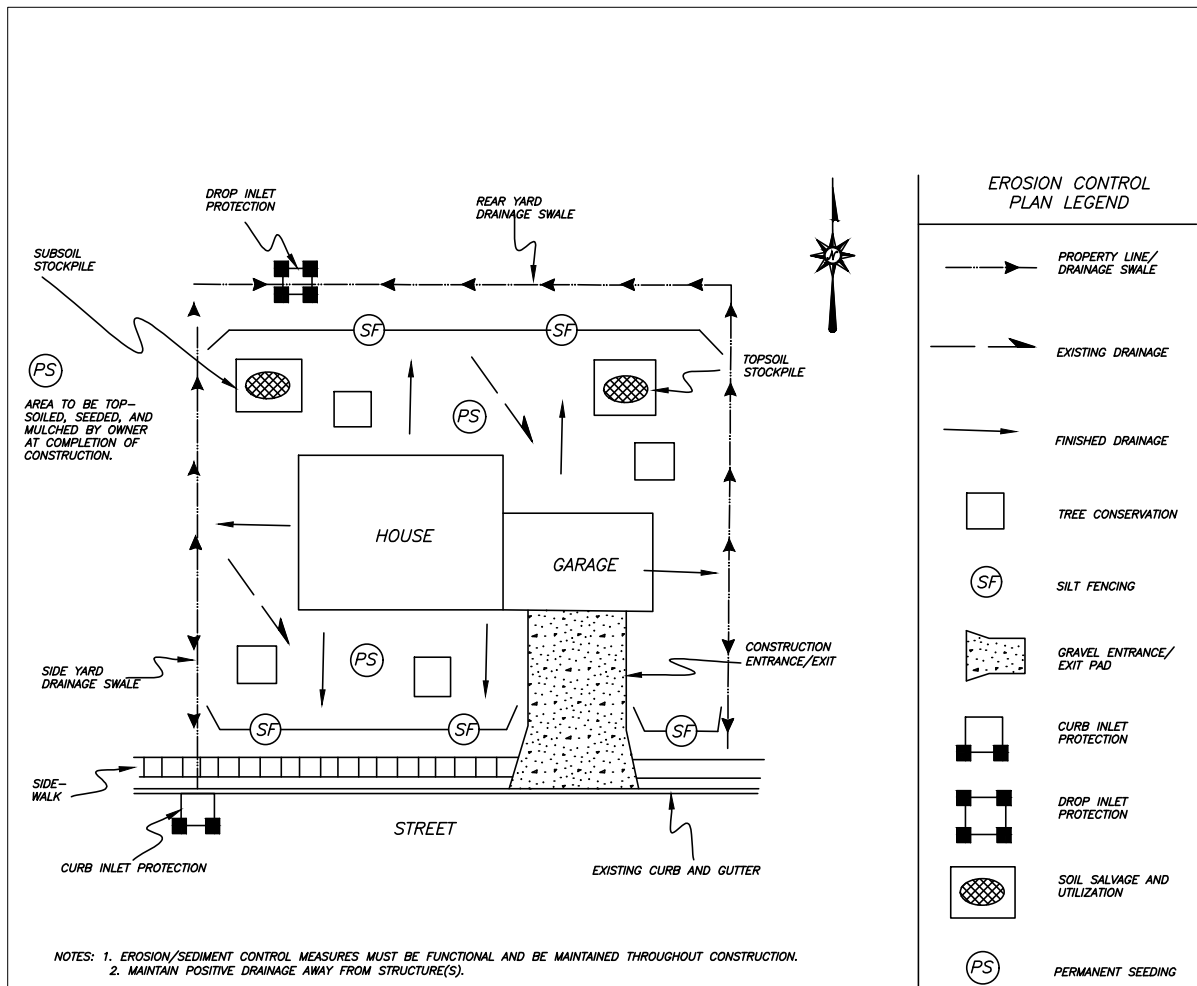 DROP INLET
PROTECTION
REAR YARD
DRAINAGE SWALE
SUBSOIL
STOCKPILE
N
SF
SF
TOPSOIL
STOCKPILE
PS
AREA TO BE TOP-
SOILED, SEEDED, AND
MULCHED BY OWNER
AT COMPLETION OF
CONSTRUCTION.
PS
HOUSE
GARAGE
PS
CONSTRUCTION
ENTRANCE/EXIT
SIDE YARD
DRAINAGE SWALE
SF
SF
SF
SIDE-
WALK
STREET
CURB INLET PROTECTION
EXISTING CURB AND GUTTER
NOTES: 1. EROSION/SEDIMENT CONTROL MEASURES MUST BE FUNCTIONAL AND BE MAINTAINED THROUGHOUT CONSTRUCTION.
2. MAINTAIN POSITIVE DRAINAGE AWAY FROM STRUCTURE(S).
EROSION CONTROL
PLAN LEGEND
PROPERTY LINE/
DRAINAGE SWALE
EXISTING DRAINAGE
FINISHED DRAINAGE
TREE CONSERVATION
SF
SILT FENCING
GRAVEL ENTRANCE/
EXIT PAD
CURB INLET
PROTECTION
DROP INLET
PROTECTION
SOIL SALVAGE AND
UTILIZATION
PS
PERMANENT SEEDING